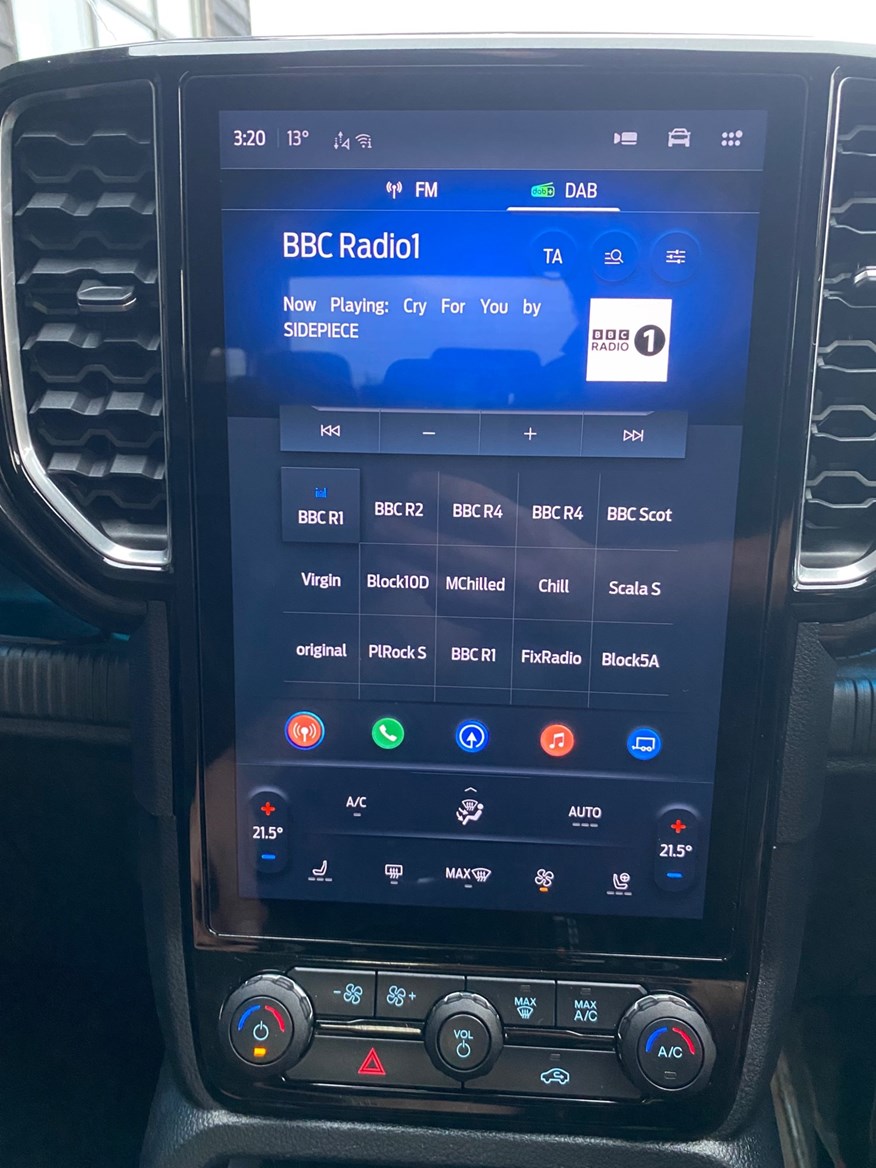 3:20 13°
FM
dab+ DAB
BBC Radio1
TA
Now Playing: Cry For You by
SIDEPIECE
BBC
RADIO 1
BBC R1 BBC R2 BBC R4 BBC R4 BBC Scot
Virgin Block10D MChilled Chill Scala S
original PlRock S BBC R1 FixRadio Block5A
A/C AUTO
21.5° 21.5°
MAX
- + MAX MAX
A/C
VOL
A/C